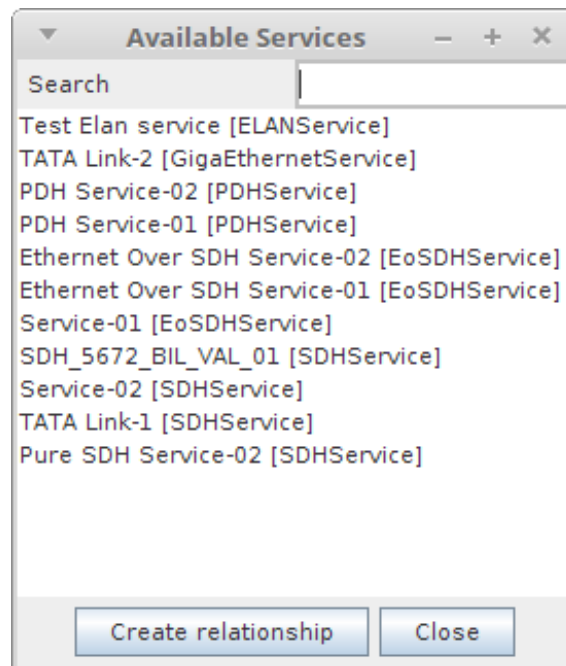 Available Services
Search
Test Elan service [ELANService]
TATA Link-2 [GigaEthernetService]
PDH Service-02 [PDHService]
PDH Service-01 [PDHService]
Ethernet Over SDH Service-02 [EoSDHService]
Ethernet Over SDH Service-01 [EoSDHService]
Service-01 [EoSDHService]
SDH_5672_BIL_VAL_01 [SDHService]
Service-02 [SDHService]
TATA Link-1 [SDHService]
Pure SDH Service-02 [SDHService]
Create relationship Close